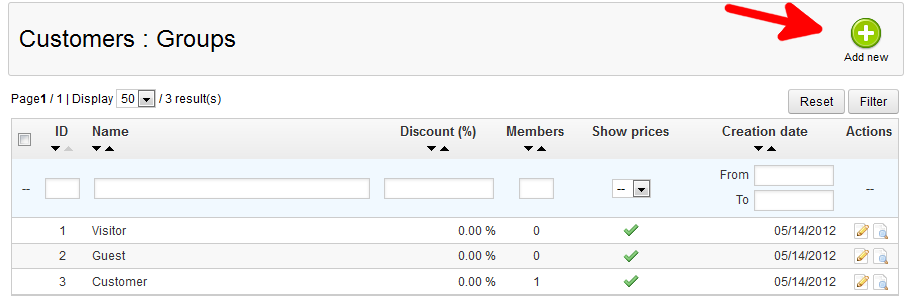 Customers : Groups
Add new
Page1 / 1 | Display 50 / 3 result(s)
Reset Filter
ID Name Discount (%) Members Show prices Creation date Actions
-- -- From --
To
1 Visitor 0.00 % 0 05/14/2012
2 Guest 0.00 % 0 05/14/2012
3 Customer 0.00 % 1 05/14/2012